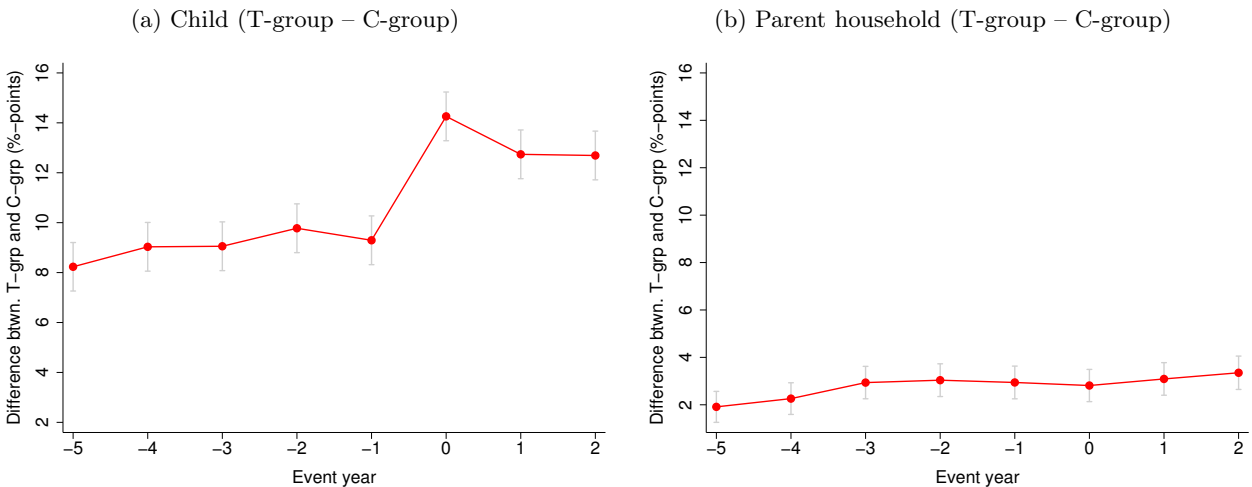 (a) Child (T-group – C-group)
Difference btwn. T-grp and C-grp (%-points)
16
14
12
10
8
6
4
2
−5 −4 −3 −2 −1 0 1 2
Event year
(b) Parent household (T-group – C-group)
Difference btwn. T-grp and C-grp (%-points)
16
14
12
10
8
6
4
2
−5 −4 −3 −2 −1 0 1 2
Event year